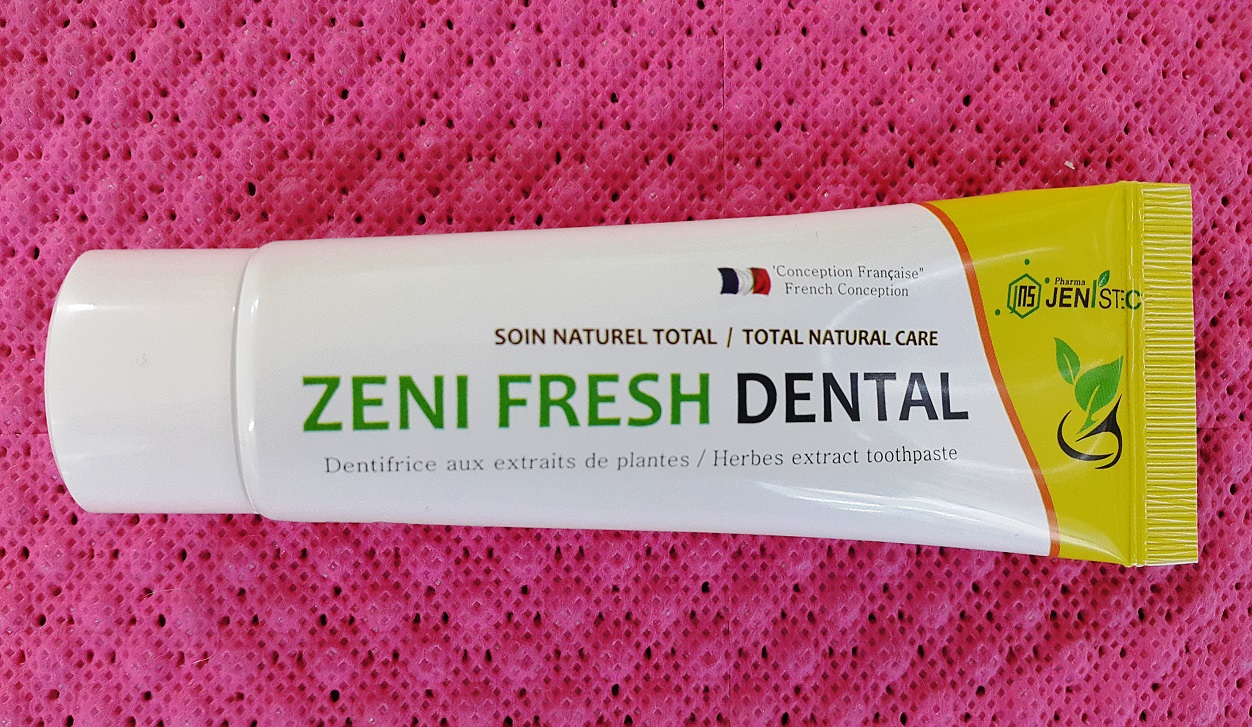 'Conception Française"
French Conception
SOIN NATUREL TOTAL / TOTAL NATURAL CARE
ZENI FRESH DENTAL
Dentifrice aux extraits de plantes / Herbes extract toothpaste
JNS
Pharma
JENISTEC